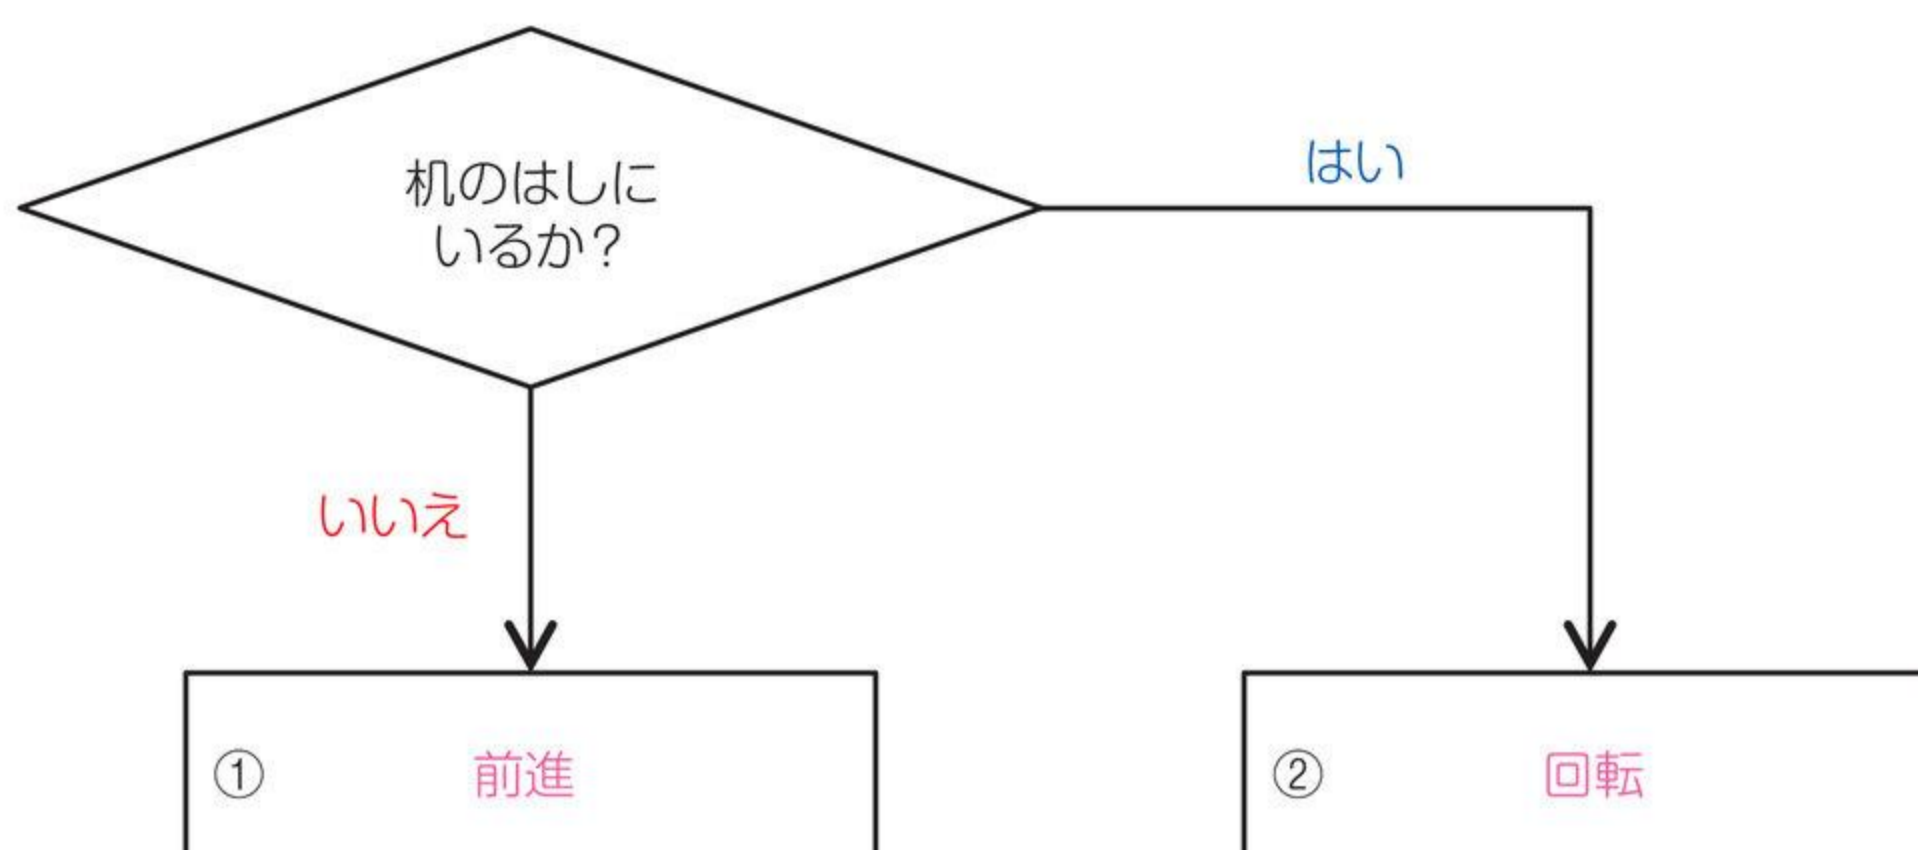 机のはしに
いるか？
はい
いいえ
① 前進
② 回転